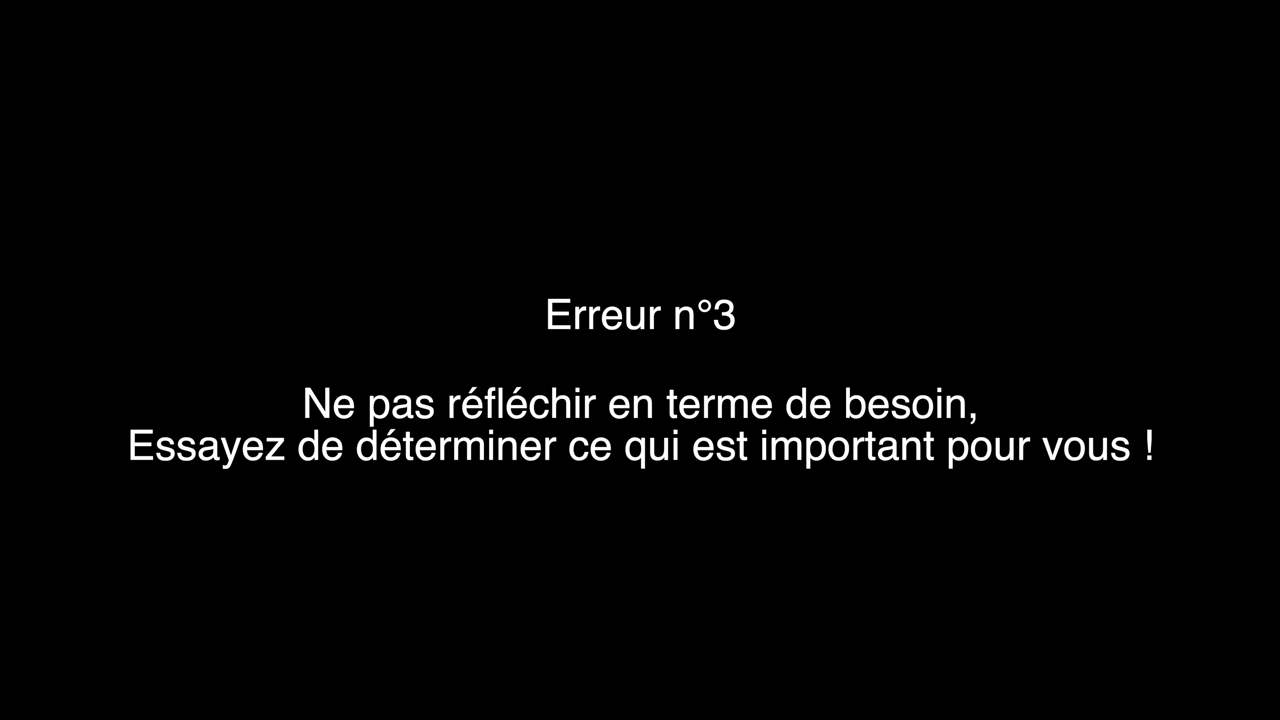 Erreur n°3
Ne pas réfléchir en terme de besoin,
Essayez de déterminer ce qui est important pour vous !